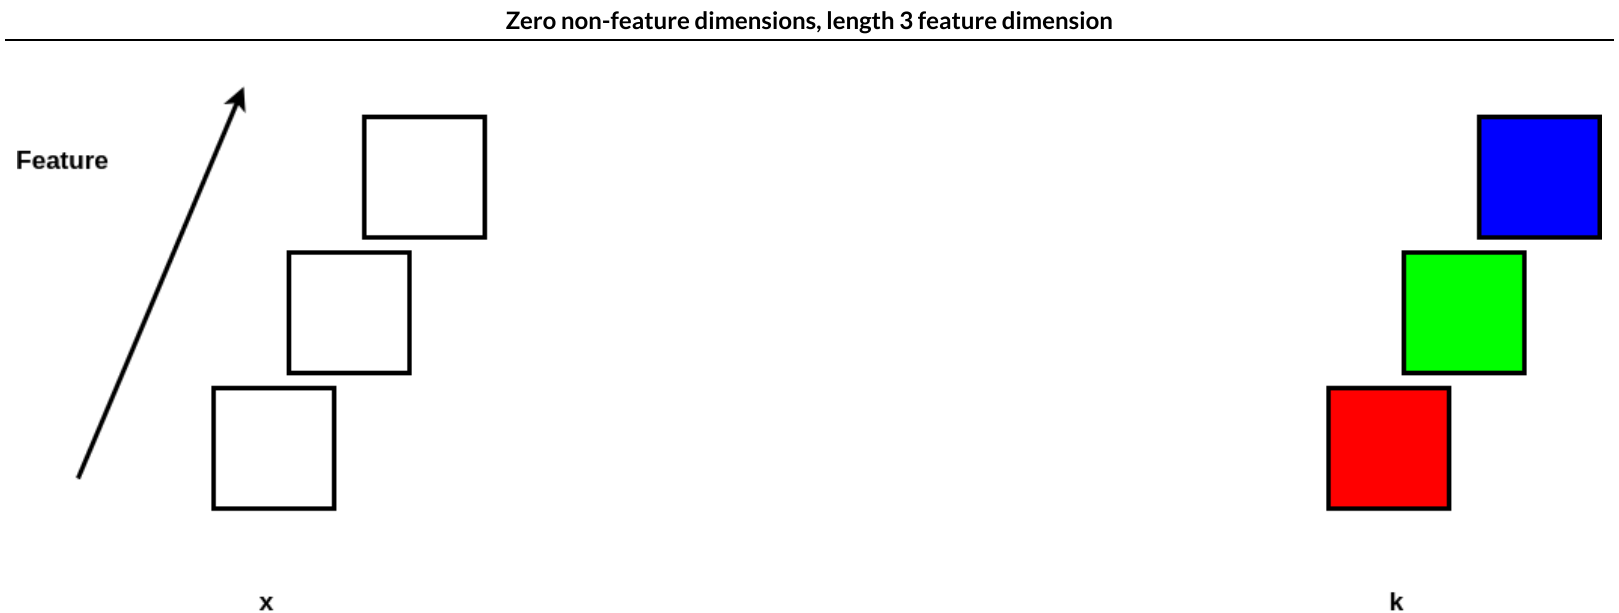 Zero non-feature dimensions, length 3 feature dimension
Feature
x
k